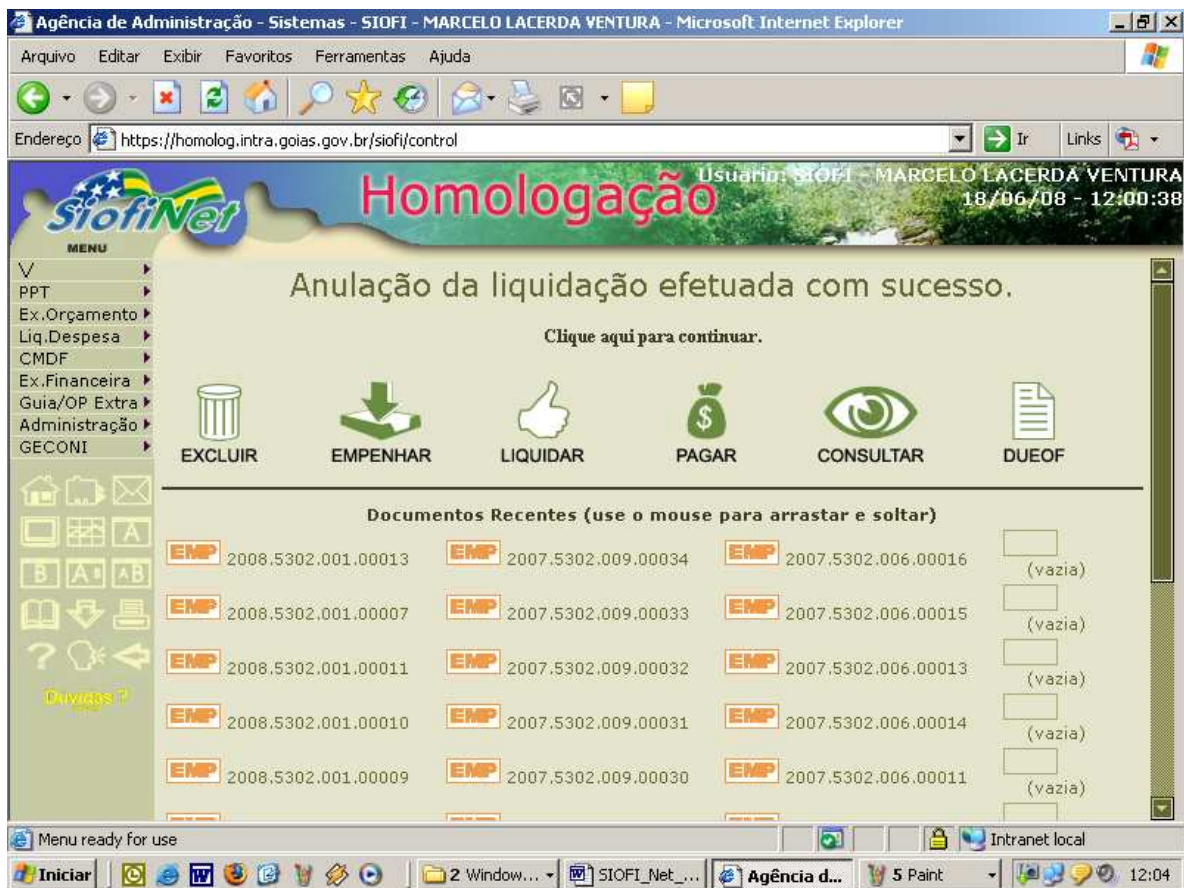 Agência de Administração - Sistemas - SIOFI - MARCELO LACERDA VENTURA - Microsoft Internet Explorer
Arquivo Editar Exibir Favoritos Ferramentas Ajuda
Endereço https://homolog.intra.goias.gov.br/siofi/control Ir Links
SiofiNet
Homologação
Usuario: SIOFI - MARCELO LACERDA VENTURA
18/06/08 - 12:00:38
MENU
V
PPT
Ex.Orçamento
Liq.Despesa
CMDF
Ex.Financeira
Guia/OP Extra
Administração
GECONI
A
B A AB
?
Duvidas ?
Anulação da liquidação efetuada com sucesso.
Clique aqui para continuar.
$
EXCLUIR EMPENHAR LIQUIDAR PAGAR CONSULTAR DUEOF
Documentos Recentes (use o mouse para arrastar e soltar)
EMP 2008.5302.001.00013 EMP 2007.5302.009.00034 EMP 2007.5302.006.00016 (vazia)
EMP 2008.5302.001.00007 EMP 2007.5302.009.00033 EMP 2007.5302.006.00015 (vazia)
EMP 2008.5302.001.00011 EMP 2007.5302.009.00032 EMP 2007.5302.006.00013 (vazia)
EMP 2008.5302.001.00010 EMP 2007.5302.009.00031 EMP 2007.5302.006.00014 (vazia)
EMP 2008.5302.001.00009 EMP 2007.5302.009.00030 EMP 2007.5302.006.00011 (vazia)
Menu ready for use Intranet local
Iniciar 2 Window... SIOFI_Net_... Agência d... 5 Paint 12:04